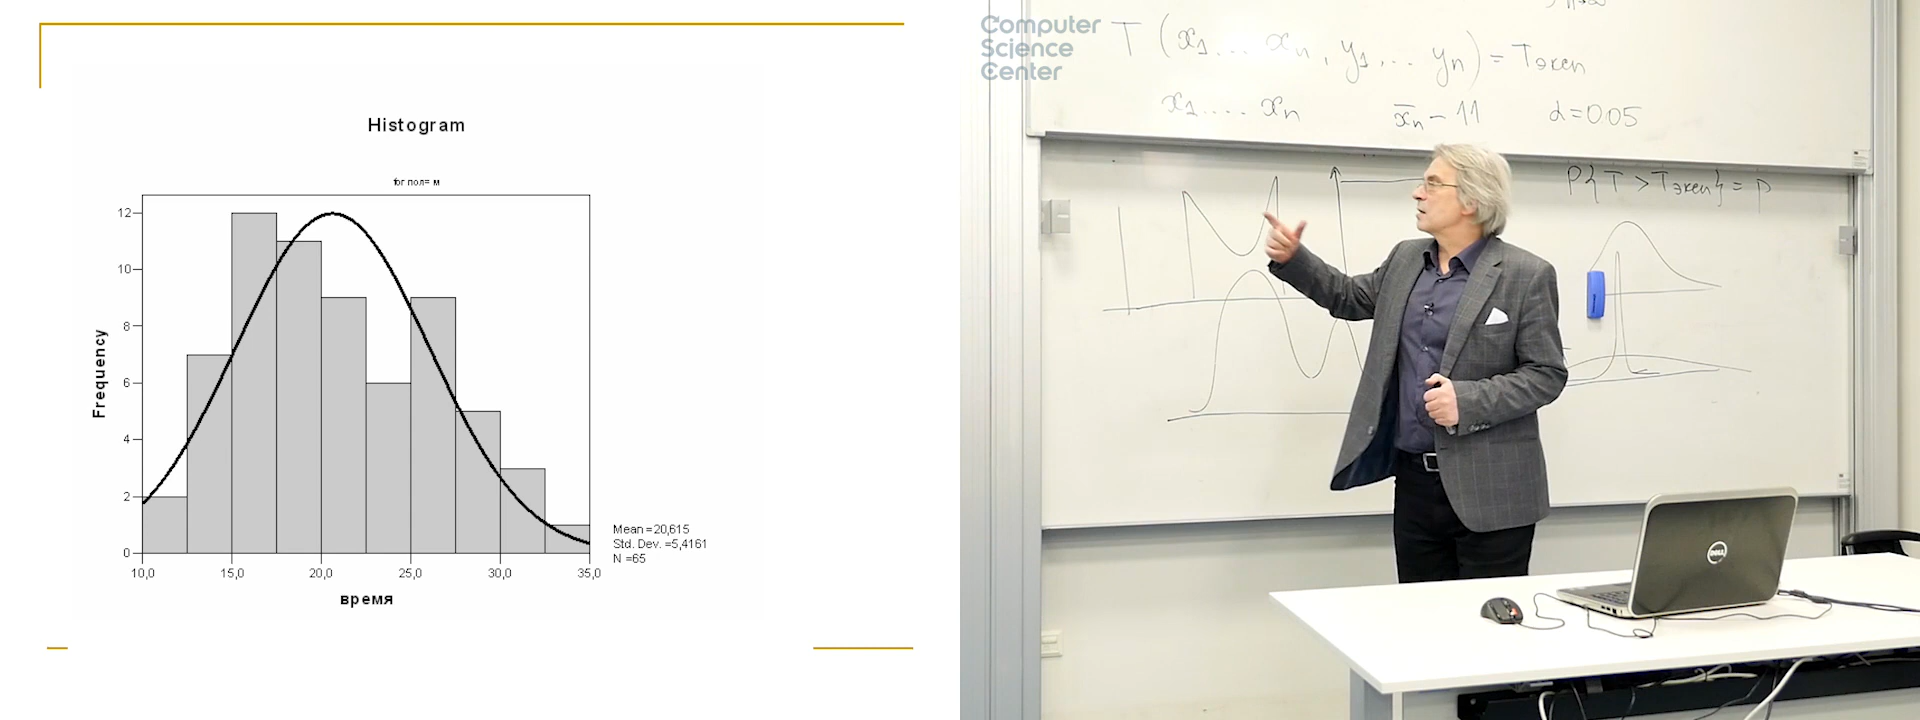 Histogram
for пол= м
Frequency
12
10
8
6
4
2
0
10,0 15,0 20,0 25,0 30,0 35,0
время
Mean =20,615
Std. Dev. =5,4161
N =65
Computer
Science
Center
T (x₁ .... xₙ , y₁, ... yₙ) = Tэксп
x₁ .... xₙ x̄ₙ - 11 α=0.05
P{ T > Tэксп } = p
DELL